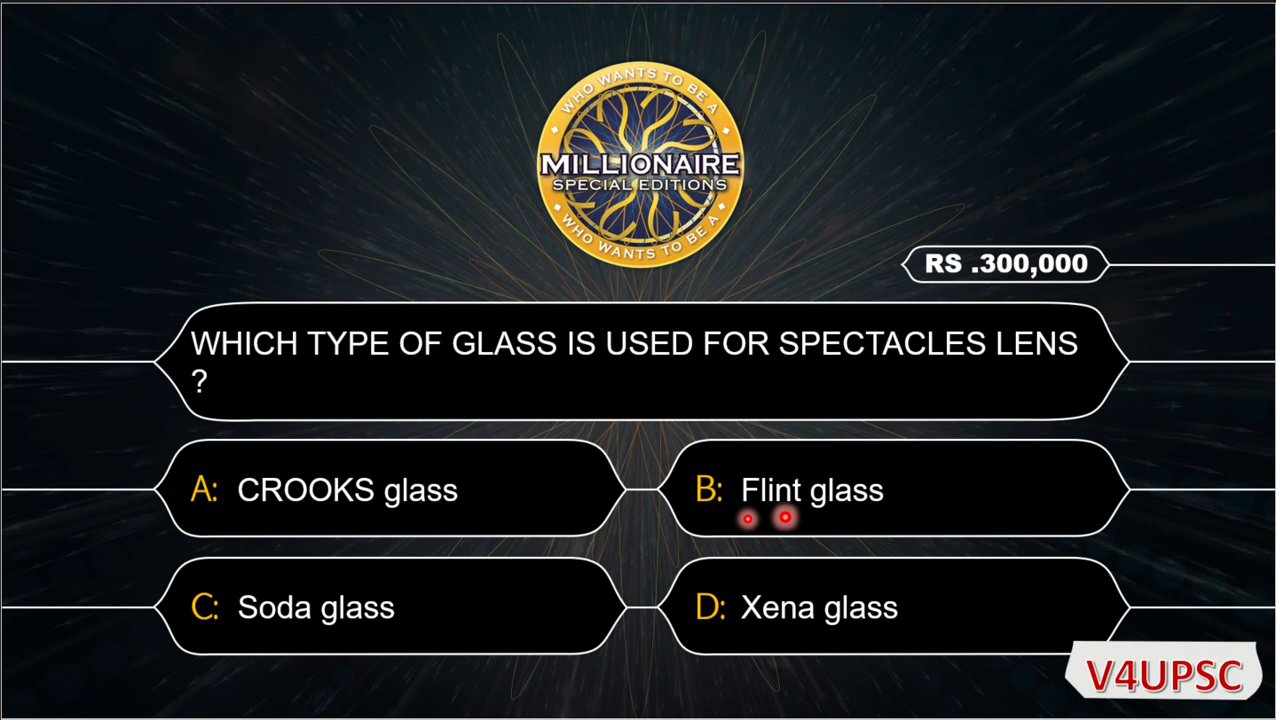 WHO WANTS TO BE A
MILLIONAIRE
SPECIAL EDITIONS
WHO WANTS TO BE A
RS .300,000
WHICH TYPE OF GLASS IS USED FOR SPECTACLES LENS
?
A: CROOKS glass
B: Flint glass
C: Soda glass
D: Xena glass
V4UPSC